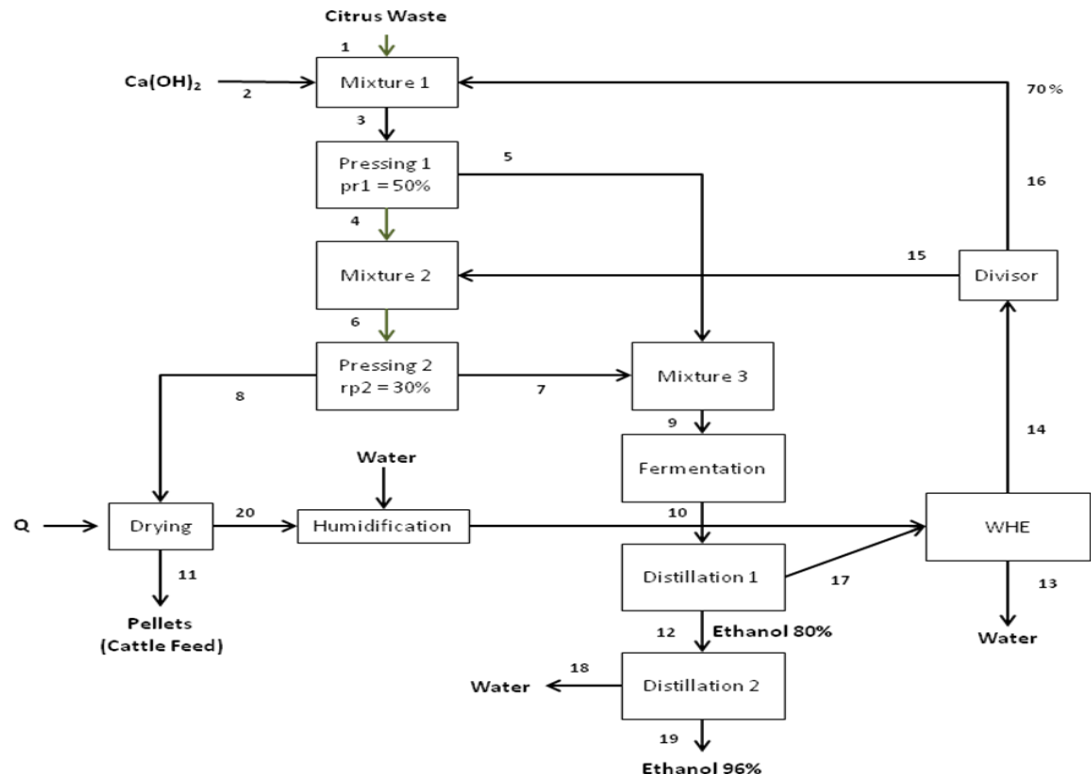 Citrus Waste
1
Ca(OH)₂
2
Mixture 1
70%
3
Pressing 1
pr1 = 50%
5
16
4
Mixture 2
15
Divisor
6
Pressing 2
rp2 = 30%
8
7
Mixture 3
9
14
Water
Fermentation
Q
Drying
20
Humidification
10
WHE
11
Distillation 1
17
13
Pellets
(Cattle Feed)
12
Ethanol 80%
Water
18
Water
Distillation 2
19
Ethanol 96%